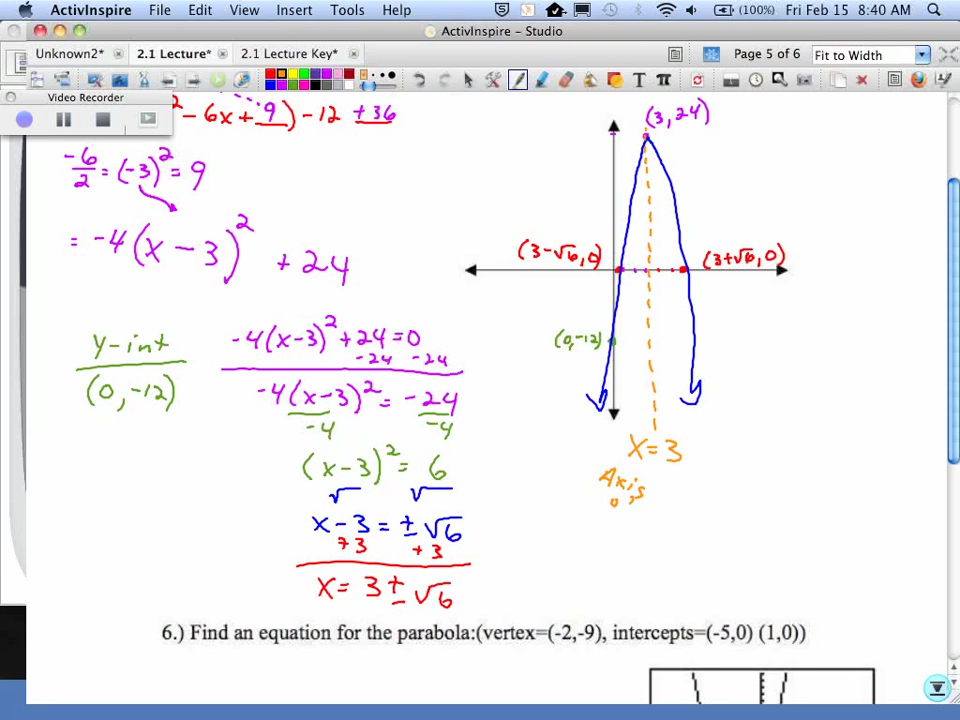 ActivInspire File Edit View Insert Tools Help (100%) Fri Feb 15 8:40 AM
ActivInspire - Studio
Unknown2* 2.1 Lecture* 2.1 Lecture Key* Page 5 of 6 Fit to Width
Video Recorder
2 - 6x + 9) - 12 + 36
-6/2 = (-3)^2 = 9
= -4(x - 3)^2 + 24
y-int
(0, -12)
-4(x-3)^2 + 24 = 0
-24 -24
-4(x-3)^2 = -24
-4 -4
(x-3)^2 = 6
√ √
x - 3 = ± √6
+3 +3
x = 3 ± √6
(3, 24)
(3-√6, 0) (3+√6, 0)
(0, -12)
x = 3
Axis
6.) Find an equation for the parabola:(vertex=(-2,-9), intercepts=(-5,0) (1,0))